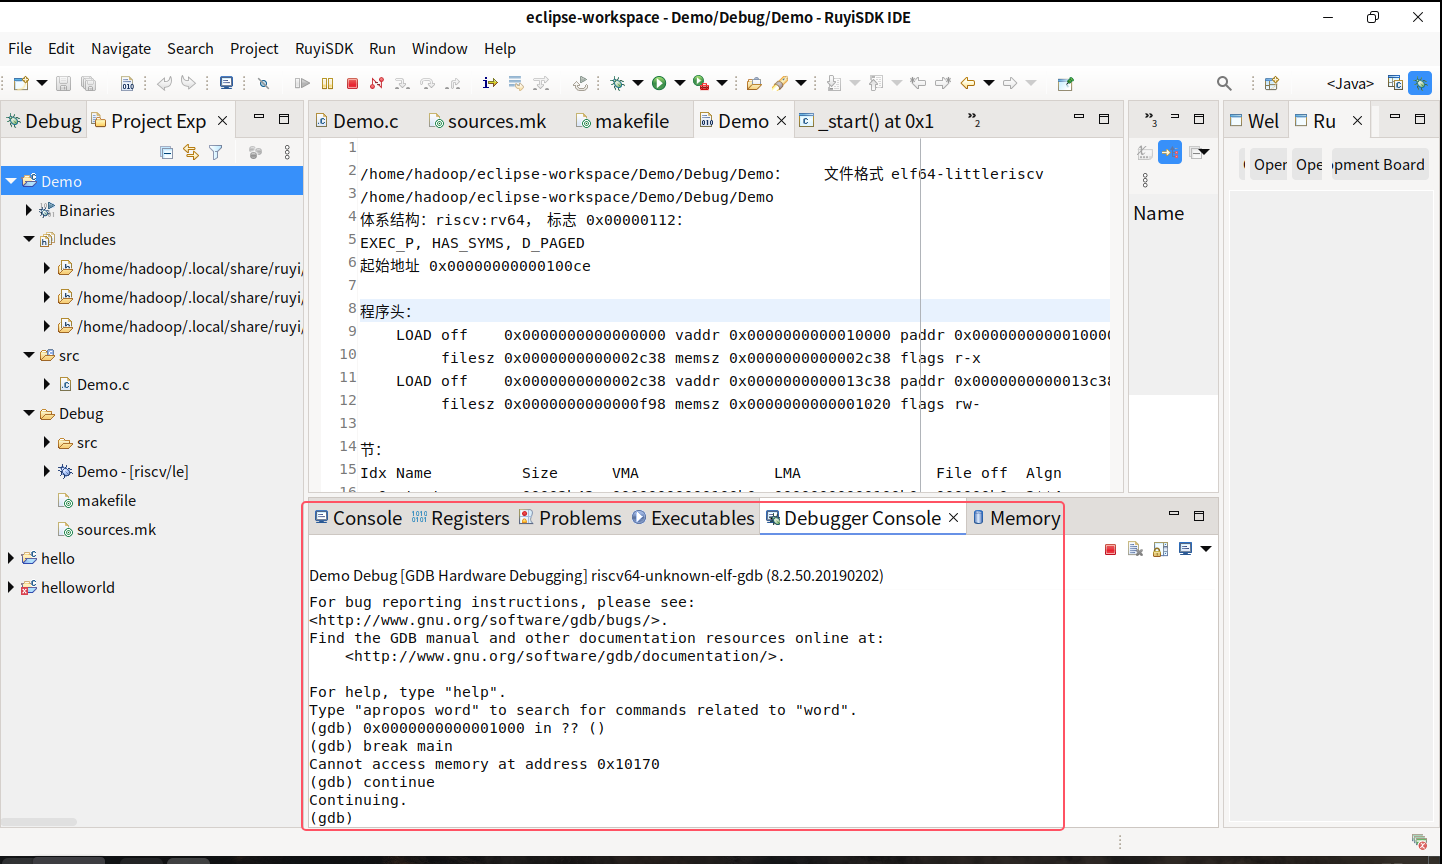 eclipse-workspace - Demo/Debug/Demo - RuyiSDK IDE
File Edit Navigate Search Project RuyiSDK Run Window Help
<Java>
Debug
Project Exp
Demo
Binaries
Includes
/home/hadoop/.local/share/ruyi/
/home/hadoop/.local/share/ruyi/
/home/hadoop/.local/share/ruyi/
src
Demo.c
Debug
src
Demo - [riscv/le]
makefile
sources.mk
hello
helloworld
Demo.c sources.mk makefile Demo _start() at 0x1 »2
1
2 /home/hadoop/eclipse-workspace/Demo/Debug/Demo: 文件格式 elf64-littleriscv
3 /home/hadoop/eclipse-workspace/Demo/Debug/Demo
4 体系结构：riscv:rv64， 标志 0x00000112：
5 EXEC_P, HAS_SYMS, D_PAGED
6 起始地址 0x00000000000100ce
7
8 程序头：
9 LOAD off 0x0000000000000000 vaddr 0x0000000000010000 paddr 0x0000000000010000
10 filesz 0x0000000000002c38 memsz 0x0000000000002c38 flags r-x
11 LOAD off 0x0000000000002c38 vaddr 0x0000000000013c38 paddr 0x0000000000013c38
12 filesz 0x0000000000000f98 memsz 0x0000000000001020 flags rw-
13
14 节：
15 Idx Name Size VMA LMA File off Algn
»3
Name
Wel
Ru
Oper Ope pment Board
Console Registers Problems Executables Debugger Console Memory
Demo Debug [GDB Hardware Debugging] riscv64-unknown-elf-gdb (8.2.50.20190202)
For bug reporting instructions, please see:
<http://www.gnu.org/software/gdb/bugs/>.
Find the GDB manual and other documentation resources online at:
<http://www.gnu.org/software/gdb/documentation/>.
For help, type "help".
Type "apropos word" to search for commands related to "word".
(gdb) 0x0000000000001000 in ?? ()
(gdb) break main
Cannot access memory at address 0x10170
(gdb) continue
Continuing.
(gdb)